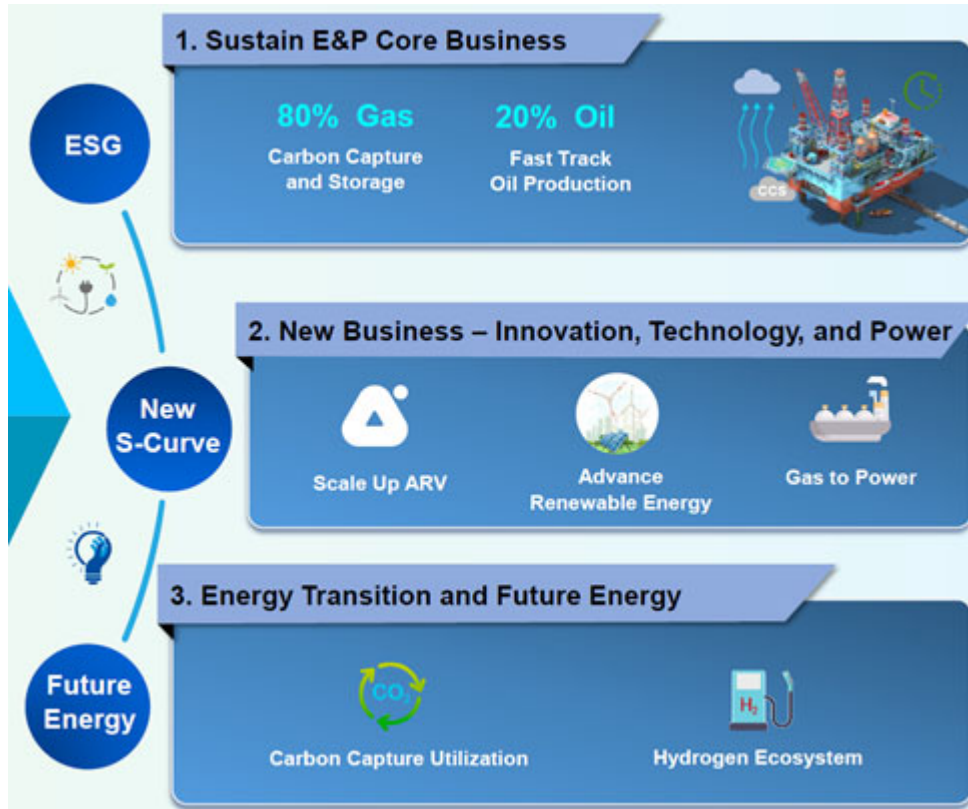 1. Sustain E&P Core Business
ESG
80% Gas
Carbon Capture
and Storage
20% Oil
Fast Track
Oil Production
CCS
2. New Business – Innovation, Technology, and Power
New
S-Curve
Scale Up ARV
Advance
Renewable Energy
Gas to Power
3. Energy Transition and Future Energy
Future
Energy
CO₂
Carbon Capture Utilization
H₂
Hydrogen Ecosystem